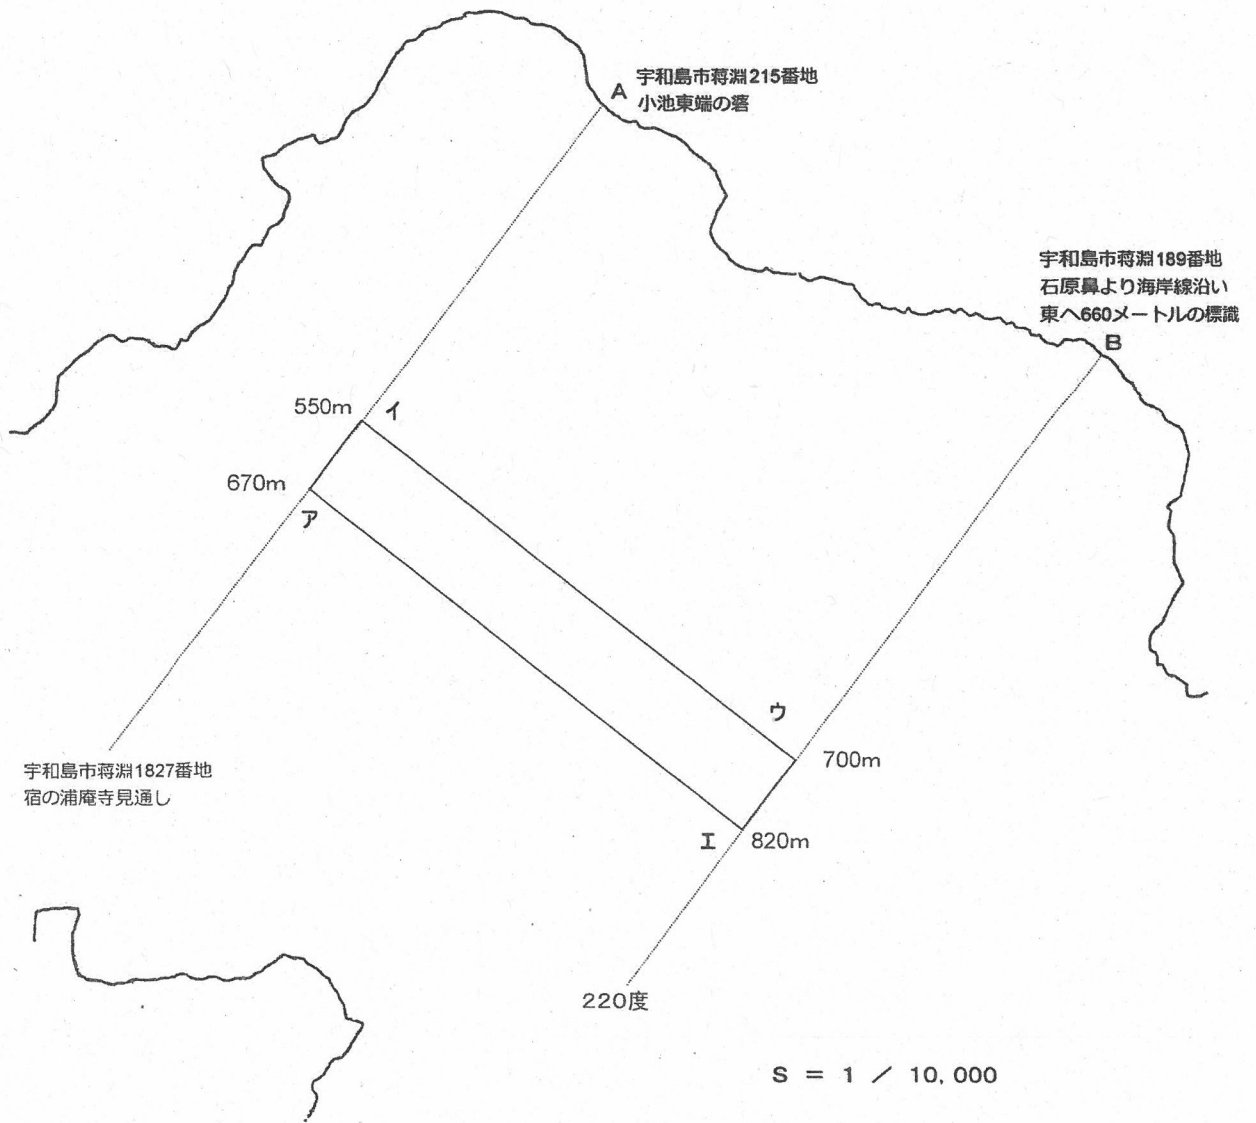 A
宇和島市蒋淵215番地
小池東端の碆
宇和島市蒋淵189番地
石原鼻より海岸線沿い
東へ660メートルの標識
B
550m
イ
670m
ア
ウ
700m
宇和島市蒋淵1827番地
宿の浦庵寺見通し
エ
820m
220度
S = 1 / 10,000